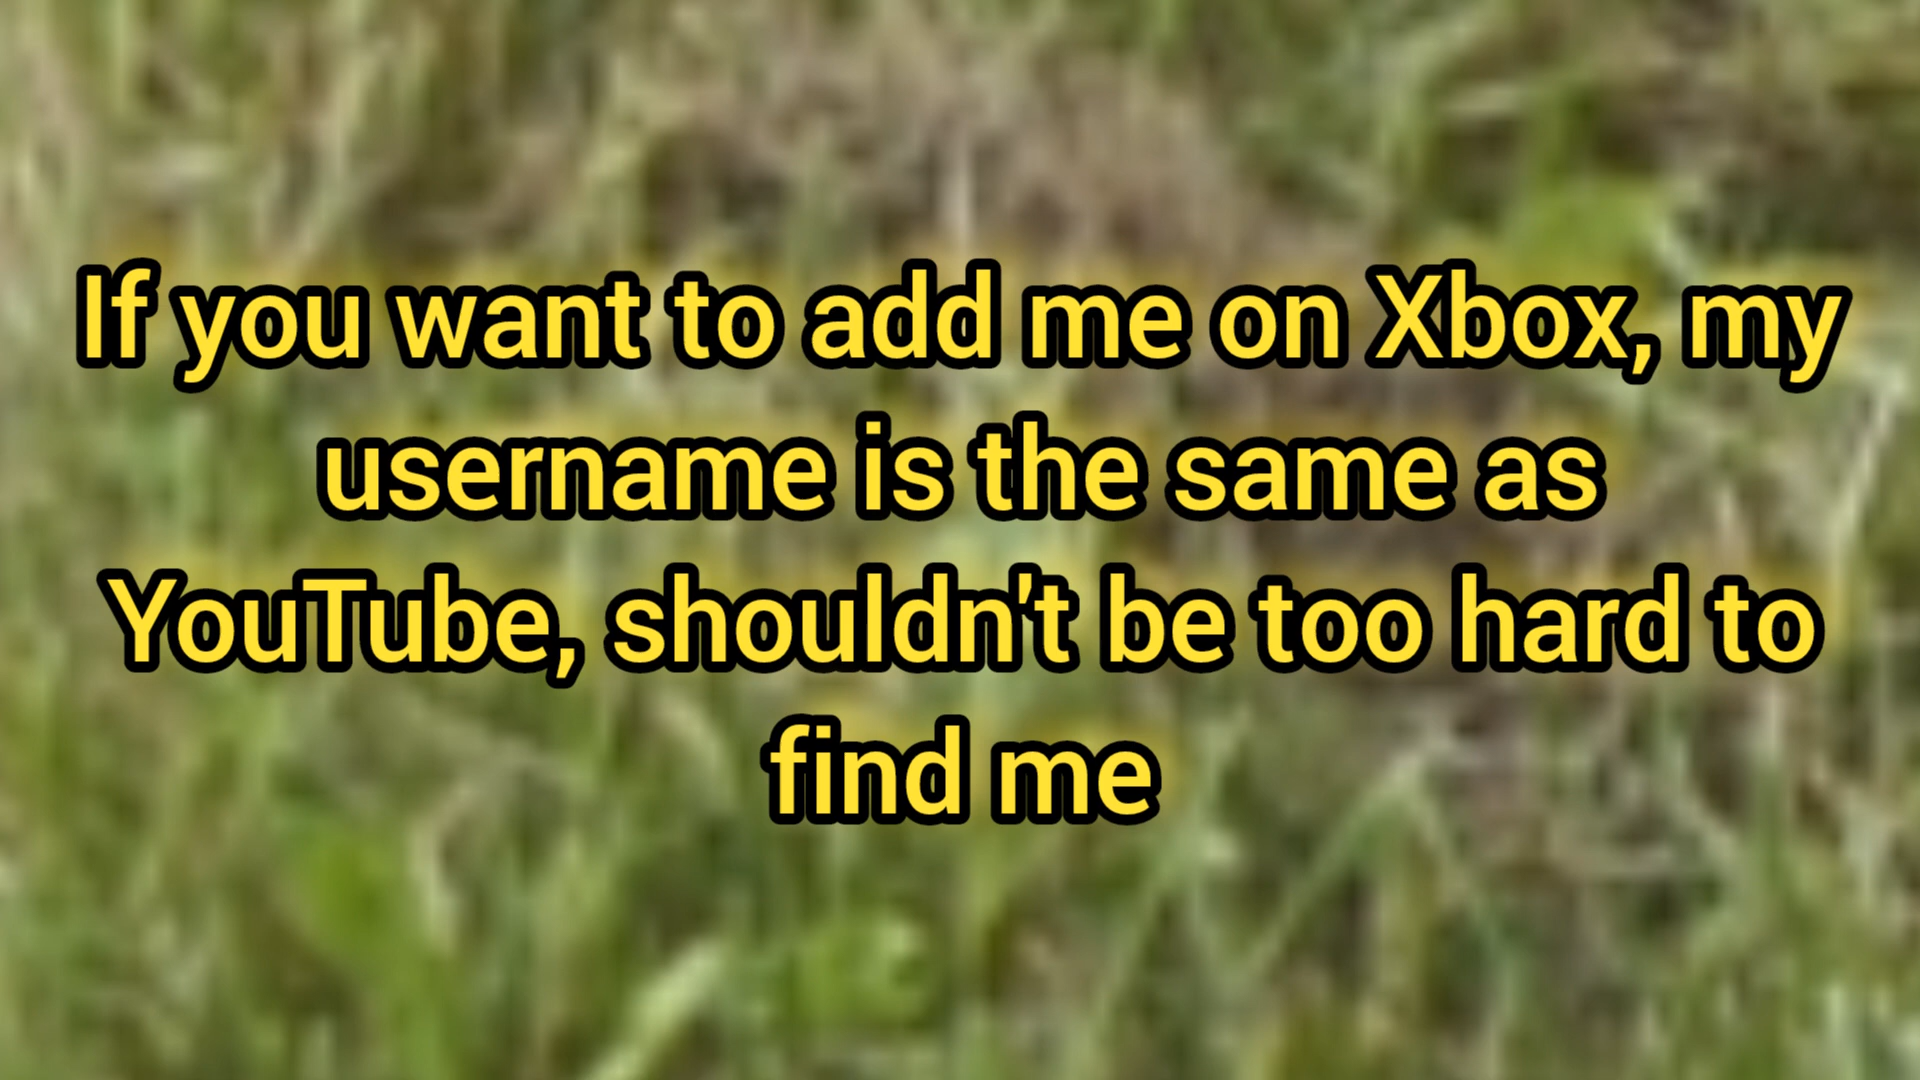 If you want to add me on Xbox, my
username is the same as
YouTube, shouldn't be too hard to
find me